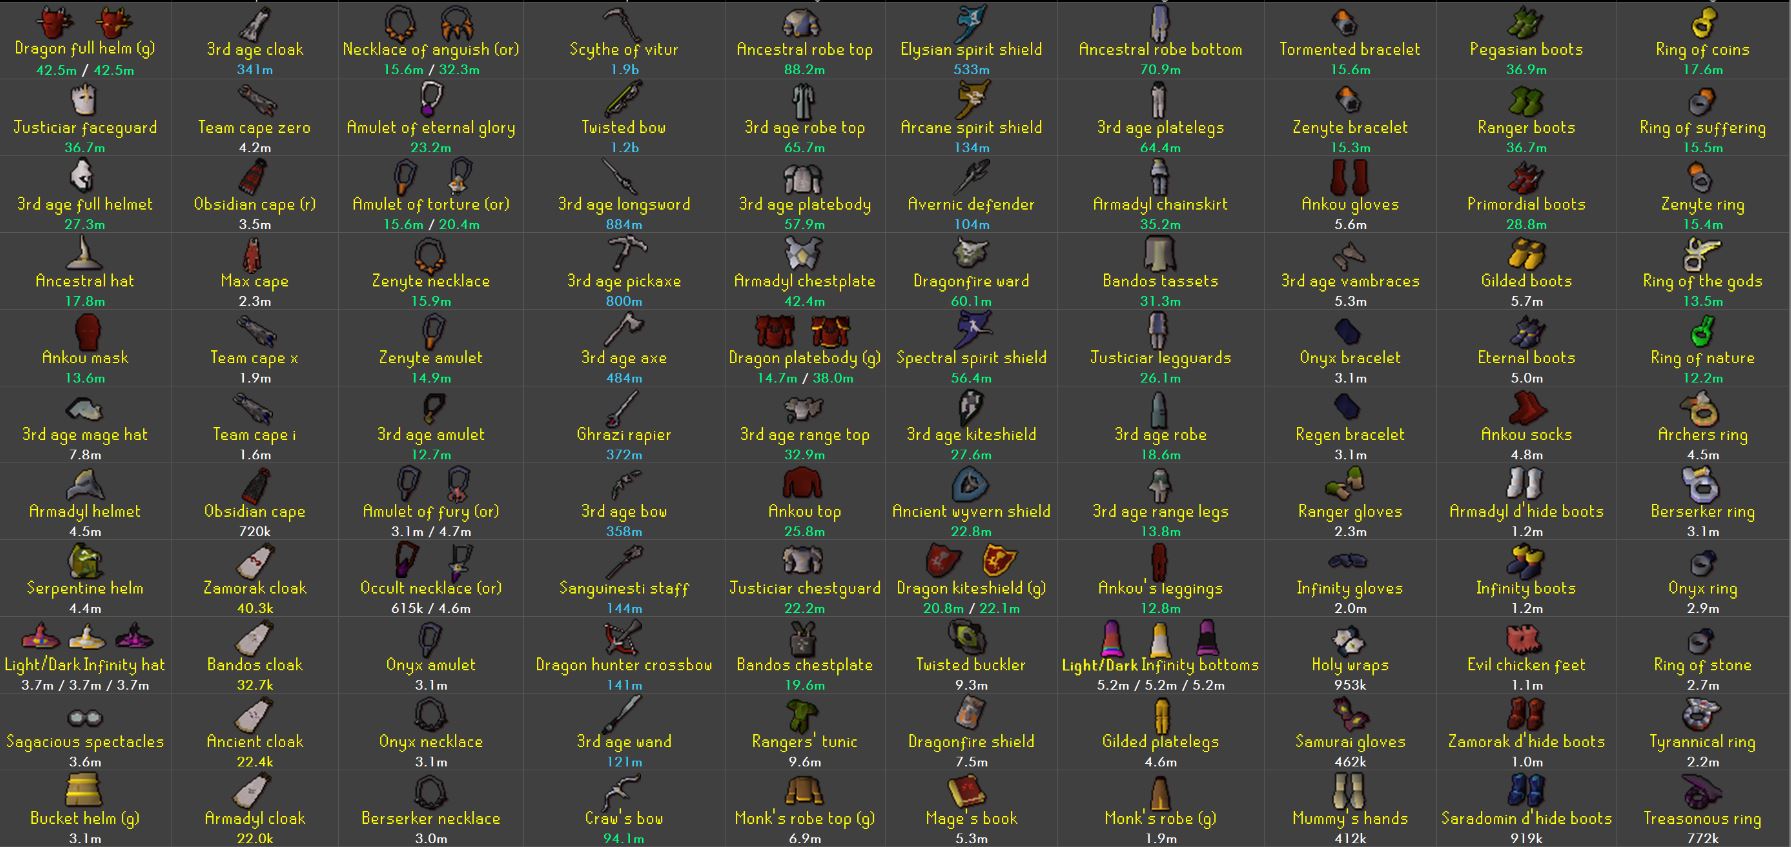 Dragon full helm (g)
42.5m / 42.5m
3rd age cloak
341m
Necklace of anguish (or)
15.6m / 32.3m
Scythe of vitur
1.9b
Ancestral robe top
88.2m
Elysian spirit shield
533m
Ancestral robe bottom
70.9m
Tormented bracelet
15.6m
Pegasian boots
36.9m
Ring of coins
17.6m
Justiciar faceguard
36.7m
Team cape zero
4.2m
Amulet of eternal glory
23.2m
Twisted bow
1.2b
3rd age robe top
65.7m
Arcane spirit shield
134m
3rd age platelegs
64.4m
Zenyte bracelet
15.3m
Ranger boots
36.7m
Ring of suffering
15.5m
3rd age full helmet
27.3m
Obsidian cape (r)
3.5m
Amulet of torture (or)
15.6m / 20.4m
3rd age longsword
884m
3rd age platebody
57.9m
Avernic defender
104m
Armadyl chainskirt
35.2m
Ankou gloves
5.6m
Primordial boots
28.8m
Zenyte ring
15.4m
Ancestral hat
17.8m
Max cape
2.3m
Zenyte necklace
15.9m
3rd age pickaxe
800m
Armadyl chestplate
42.4m
Dragonfire ward
60.1m
Bandos tassets
31.3m
3rd age vambraces
5.3m
Gilded boots
5.7m
Ring of the gods
13.5m
Ankou mask
13.6m
Team cape x
1.9m
Zenyte amulet
14.9m
3rd age axe
484m
Dragon platebody (g)
14.7m / 38.0m
Spectral spirit shield
56.4m
Justiciar legguards
26.1m
Onyx bracelet
3.1m
Eternal boots
5.0m
Ring of nature
12.2m
3rd age mage hat
7.8m
Team cape i
1.6m
3rd age amulet
12.7m
Ghrazi rapier
372m
3rd age range top
32.9m
3rd age kiteshield
27.6m
3rd age robe
18.6m
Regen bracelet
3.1m
Ankou socks
4.8m
Archers ring
4.5m
Armadyl helmet
4.5m
Obsidian cape
720k
Amulet of fury (or)
3.1m / 4.7m
3rd age bow
358m
Ankou top
25.8m
Ancient wyvern shield
22.8m
3rd age range legs
13.8m
Ranger gloves
2.3m
Armadyl d'hide boots
1.2m
Berserker ring
3.1m
Serpentine helm
4.4m
Zamorak cloak
40.3k
Occult necklace (or)
615k / 4.6m
Sanguinesti staff
144m
Justiciar chestguard
22.2m
Dragon kiteshield (g)
20.8m / 22.1m
Ankou's leggings
12.8m
Infinity gloves
2.0m
Infinity boots
1.2m
Onyx ring
2.9m
Light/Dark Infinity hat
3.7m / 3.7m / 3.7m
Bandos cloak
32.7k
Onyx amulet
3.1m
Dragon hunter crossbow
141m
Bandos chestplate
19.6m
Twisted buckler
9.3m
Light/Dark Infinity bottoms
5.2m / 5.2m / 5.2m
Holy wraps
953k
Evil chicken feet
1.1m
Ring of stone
2.7m
Sagacious spectacles
3.6m
Ancient cloak
22.4k
Onyx necklace
3.1m
3rd age wand
121m
Rangers' tunic
9.6m
Dragonfire shield
7.5m
Gilded platelegs
4.6m
Samurai gloves
462k
Zamorak d'hide boots
1.0m
Tyrannical ring
2.2m
Bucket helm (g)
3.1m
Armadyl cloak
22.0k
Berserker necklace
3.0m
Craw's bow
94.1m
Monk's robe top (g)
6.9m
Mage's book
5.3m
Monk's robe (g)
1.9m
Mummy's hands
412k
Saradomin d'hide boots
919k
Treasonous ring
772k